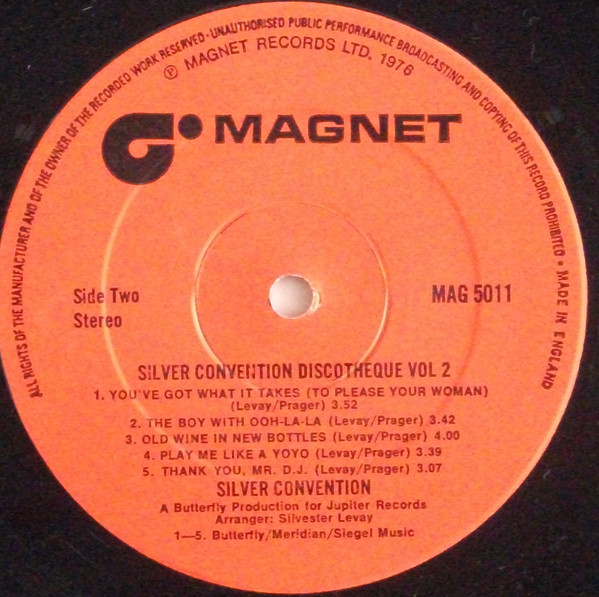 ALL RIGHTS OF THE MANUFACTURER AND OF THE OWNER OF THE RECORDED WORK RESERVED · UNAUTHORISED PUBLIC PERFORMANCE BROADCASTING AND COPYING OF THIS RECORD PROHIBITED • MADE IN ENGLAND
Ⓟ MAGNET RECORDS LTD. 1976
MAGNET
Side Two
Stereo
MAG 5011
SILVER CONVENTION DISCOTHEQUE VOL 2
1. YOU'VE GOT WHAT IT TAKES (TO PLEASE YOUR WOMAN)
(Levay/Prager) 3.52
2. THE BOY WITH OOH-LA-LA (Levay/Prager) 3.42
3. OLD WINE IN NEW BOTTLES (Levay/Prager) 4.00
4. PLAY ME LIKE A YOYO (Levay/Prager) 3.39
5. THANK YOU, MR. D.J. (Levay/Prager) 3.07
SILVER CONVENTION
A Butterfly Production for Jupiter Records
Arranger: Silvester Levay
1—5. Butterfly/Meridian/Siegel Music